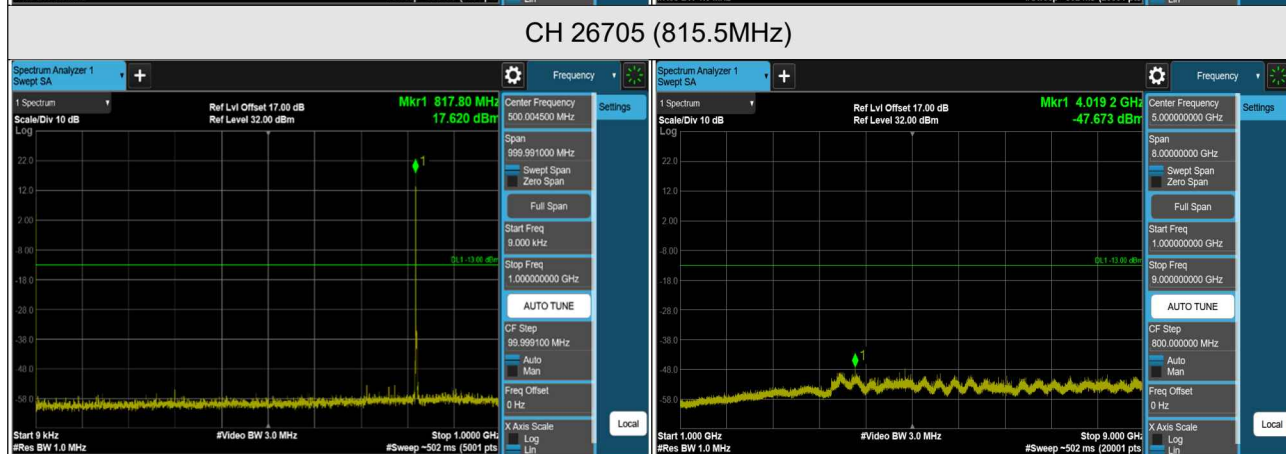 CH 26705 (815.5MHz)
Spectrum Analyzer 1
Swept SA
+
Frequency
1 Spectrum
Scale/Div 10 dB
Log
Ref Lvl Offset 17.00 dB
Ref Level 32.00 dBm
Mkr1 817.80 MHz
17.620 dBm
22.0
12.0
2.00
-8.00
-18.0
-28.0
-38.0
-48.0
-58.0
1
DL1 -13.00 dBm
Start 9 kHz
#Res BW 1.0 MHz
#Video BW 3.0 MHz
Stop 1.0000 GHz
#Sweep ~502 ms (5001 pts
Center Frequency
500.004500 MHz
Span
999.991000 MHz
Swept Span
Zero Span
Full Span
Start Freq
9.000 kHz
Stop Freq
1.000000000 GHz
AUTO TUNE
CF Step
99.999100 MHz
Auto
Man
Freq Offset
0 Hz
X Axis Scale
Log
Lin
Settings
Local
Spectrum Analyzer 1
Swept SA
+
Frequency
1 Spectrum
Scale/Div 10 dB
Log
Ref Lvl Offset 17.00 dB
Ref Level 32.00 dBm
Mkr1 4.019 2 GHz
-47.673 dBm
22.0
12.0
2.00
-8.00
-18.0
-28.0
-38.0
-48.0
-58.0
1
DL1 -13.00 dBm
Start 1.000 GHz
#Res BW 1.0 MHz
#Video BW 3.0 MHz
Stop 9.000 GHz
#Sweep ~502 ms (20001 pts
Center Frequency
5.000000000 GHz
Span
8.00000000 GHz
Swept Span
Zero Span
Full Span
Start Freq
1.000000000 GHz
Stop Freq
9.000000000 GHz
AUTO TUNE
CF Step
800.000000 MHz
Auto
Man
Freq Offset
0 Hz
X Axis Scale
Log
Lin
Settings
Local